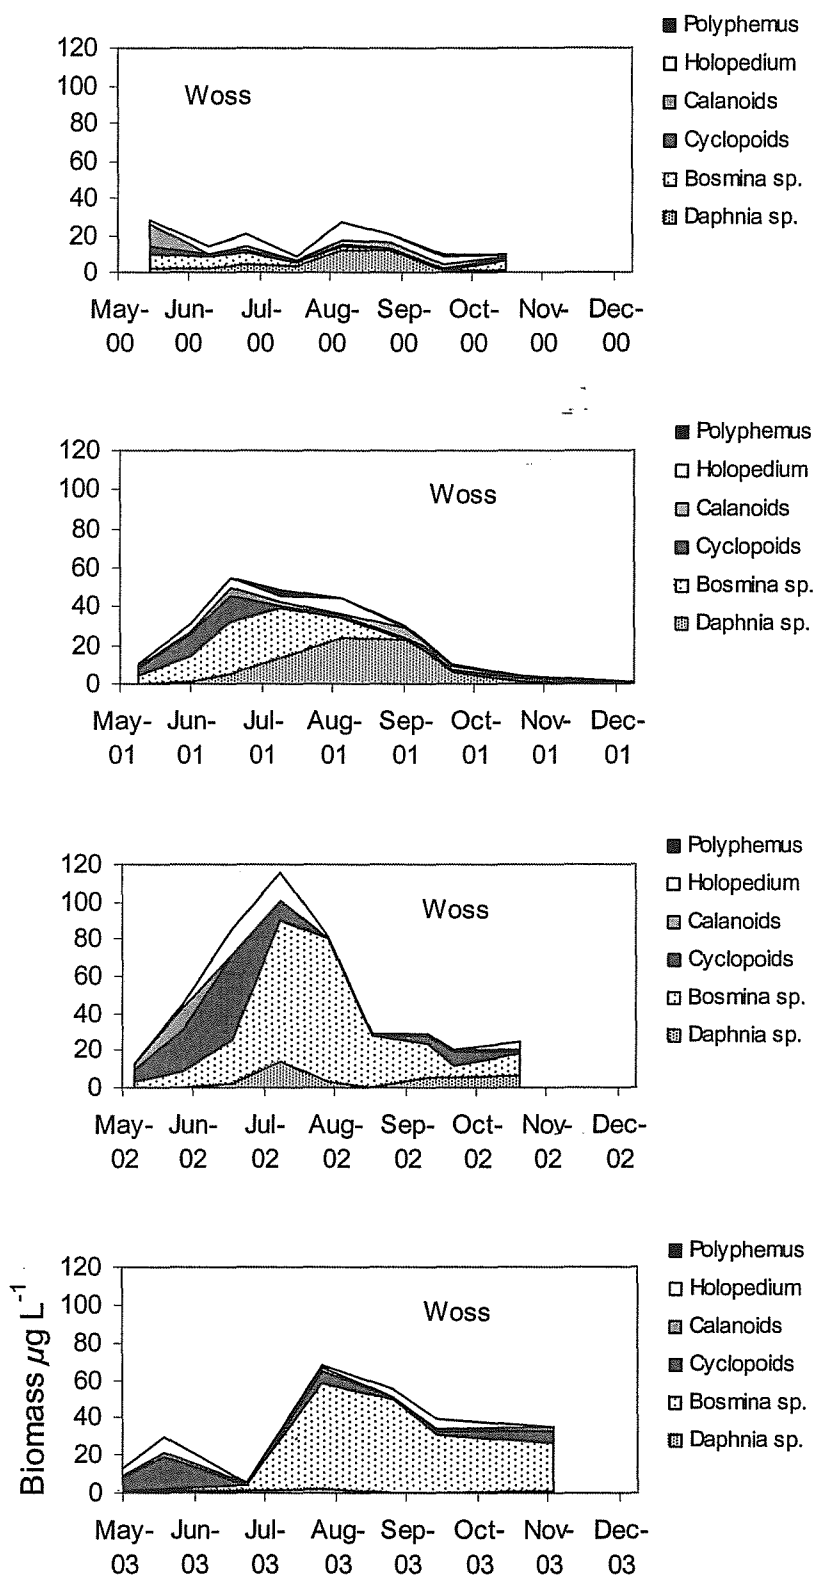 Polyphemus
Holopedium
Calanoids
Cyclopoids
Bosmina sp.
Daphnia sp.
120
100
80
60
40
20
0
Woss
May- Jun- Jul- Aug- Sep- Oct- Nov- Dec-
00 00 00 00 00 00 00 00
Polyphemus
Holopedium
Calanoids
Cyclopoids
Bosmina sp.
Daphnia sp.
120
100
80
60
40
20
0
Woss
May- Jun- Jul- Aug- Sep- Oct- Nov- Dec-
01 01 01 01 01 01 01 01
Polyphemus
Holopedium
Calanoids
Cyclopoids
Bosmina sp.
Daphnia sp.
120
100
80
60
40
20
0
Woss
May- Jun- Jul- Aug- Sep- Oct- Nov- Dec-
02 02 02 02 02 02 02 02
Polyphemus
Holopedium
Calanoids
Cyclopoids
Bosmina sp.
Daphnia sp.
Biomass µg L⁻¹
120
100
80
60
40
20
0
Woss
May- Jun- Jul- Aug- Sep- Oct- Nov- Dec-
03 03 03 03 03 03 03 03